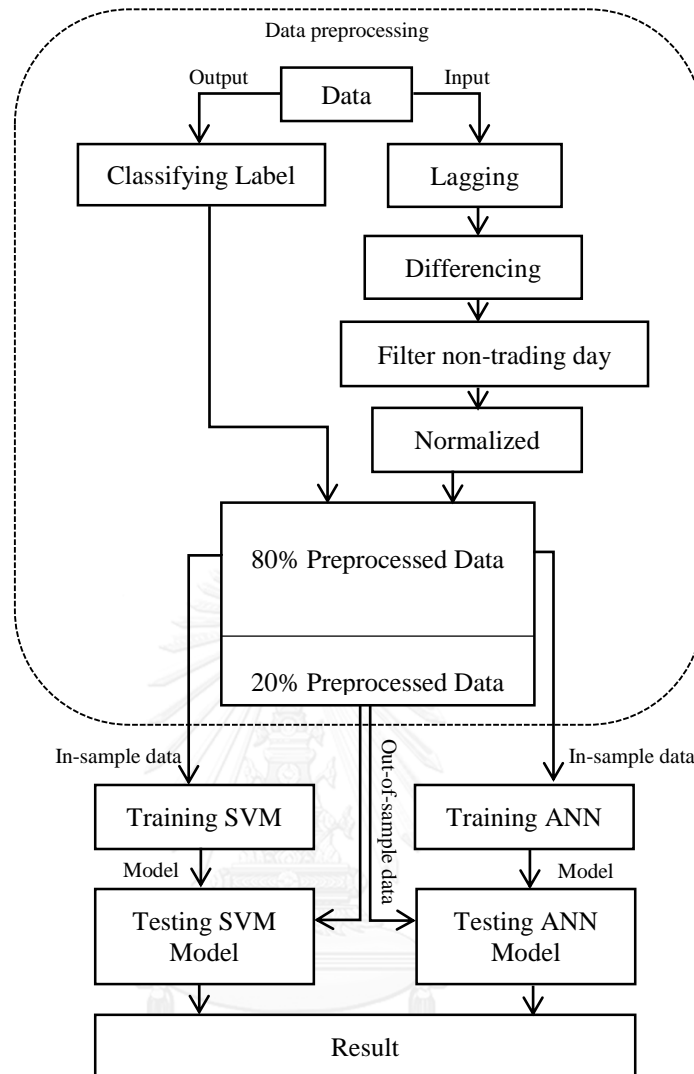 Data preprocessing
Output
Input
Data
Classifying Label
Lagging
Differencing
Filter non-trading day
Normalized
80% Preprocessed Data
20% Preprocessed Data
In-sample data
Out-of-sample data
In-sample data
Training SVM
Training ANN
Model
Model
Testing SVM
Model
Testing ANN
Model
Result